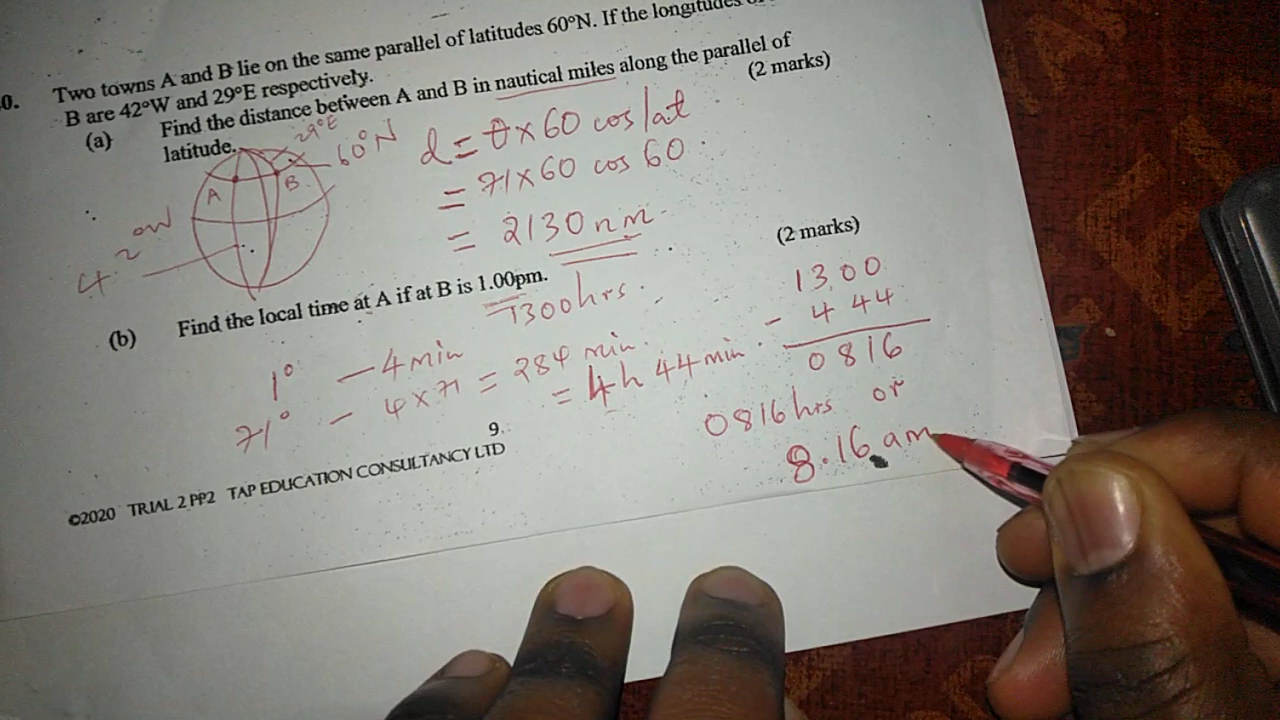 0. Two towns A and B lie on the same parallel of latitudes 60°N. If the longitudes
B are 42°W and 29°E respectively.
(a) Find the distance between A and B in nautical miles along the parallel of
latitude. (2 marks)
29°E
60°N
A
B
42°W
d = θ × 60 cos lat
= 71 × 60 cos 60
= 2130 nm.
(b) Find the local time at A if at B is 1.00pm. (2 marks)
1300hrs.
1° — 4 min
71° – 4 × 71 = 284 min.
= 4h 44 min.
1300
- 444
0816
0816 hrs or
8.16 am
9.
©2020 TRIAL 2 PP2 TAP EDUCATION CONSULTANCY LTD